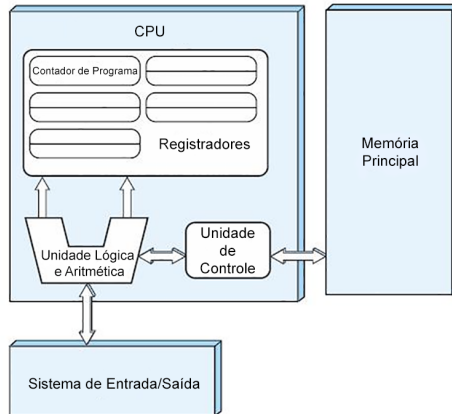 CPU
Contador de Programa
Registradores
Memória
Principal
Unidade Lógica
e Aritmética
Unidade
de
Controle
Sistema de Entrada/Saída